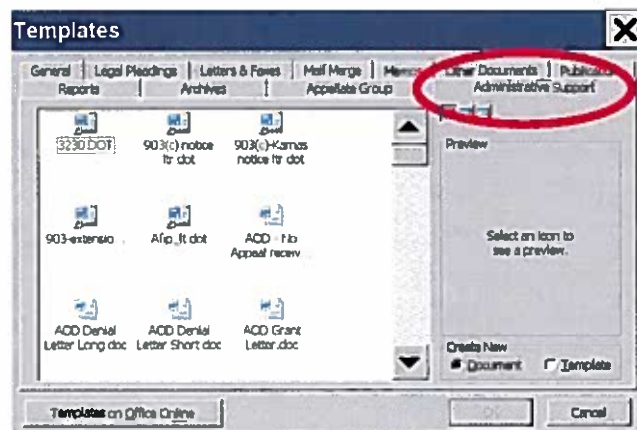 Templates
General Legal Pleadings Letters & Faxes Mail Merge Other Documents
Reports Archives Appellate Group Administrative Support
3230.DOT 903(c)-notice 903(c)-Karnas
ltr.dot notice ltr.dot
903-extensio...
AOD - No
Appeal receiv...
AOD Denial AOD Denial AOD Grant
Letter Long.doc Letter Short.doc Letter.doc
Preview
Select an icon to
see a preview.
Create New
Document Template
Templates on Office Online OK Cancel